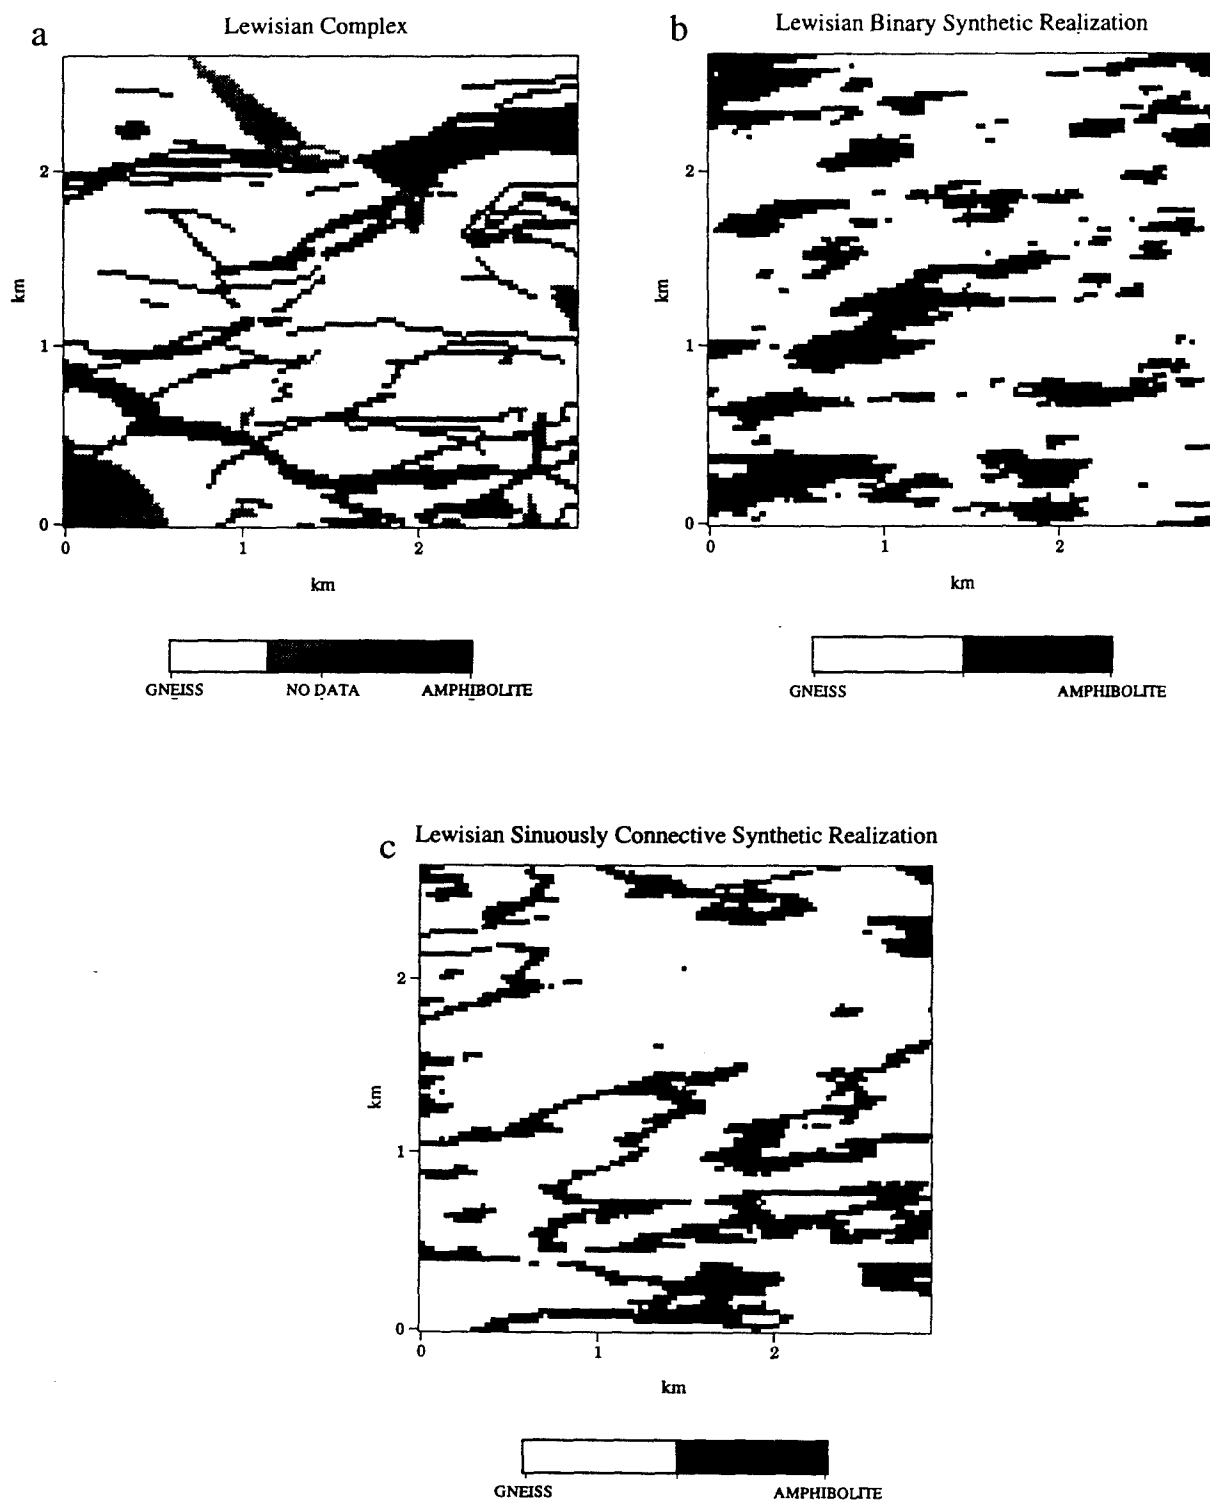 a
Lewisian Complex
km
2
1
0
0
1
2
km
GNEISS
NO DATA
AMPHIBOLITE
b
Lewisian Binary Synthetic Realization
km
2
1
0
0
1
2
km
GNEISS
AMPHIBOLITE
c
Lewisian Sinuously Connective Synthetic Realization
km
2
1
0
0
1
2
km
GNEISS
AMPHIBOLITE